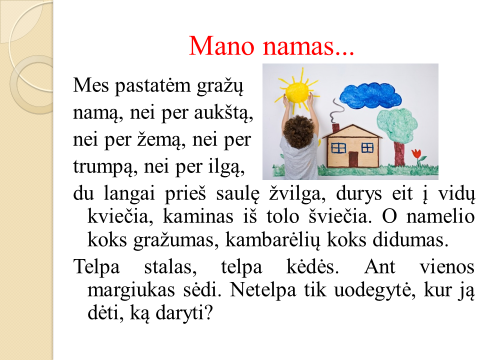 Mano namas...
Mes pastatėm gražų
namą, nei per aukštą,
nei per žemą, nei per
trumpą, nei per ilgą,
du langai prieš saulę žvilga, durys eit į vidų
kviečia, kaminas iš tolo šviečia. O namelio
koks gražumas, kambarėlių koks didumas.
Telpa stalas, telpa kėdės. Ant vienos
margiukas sėdi. Netelpa tik uodegytė, kur ją
dėti, ką daryti?